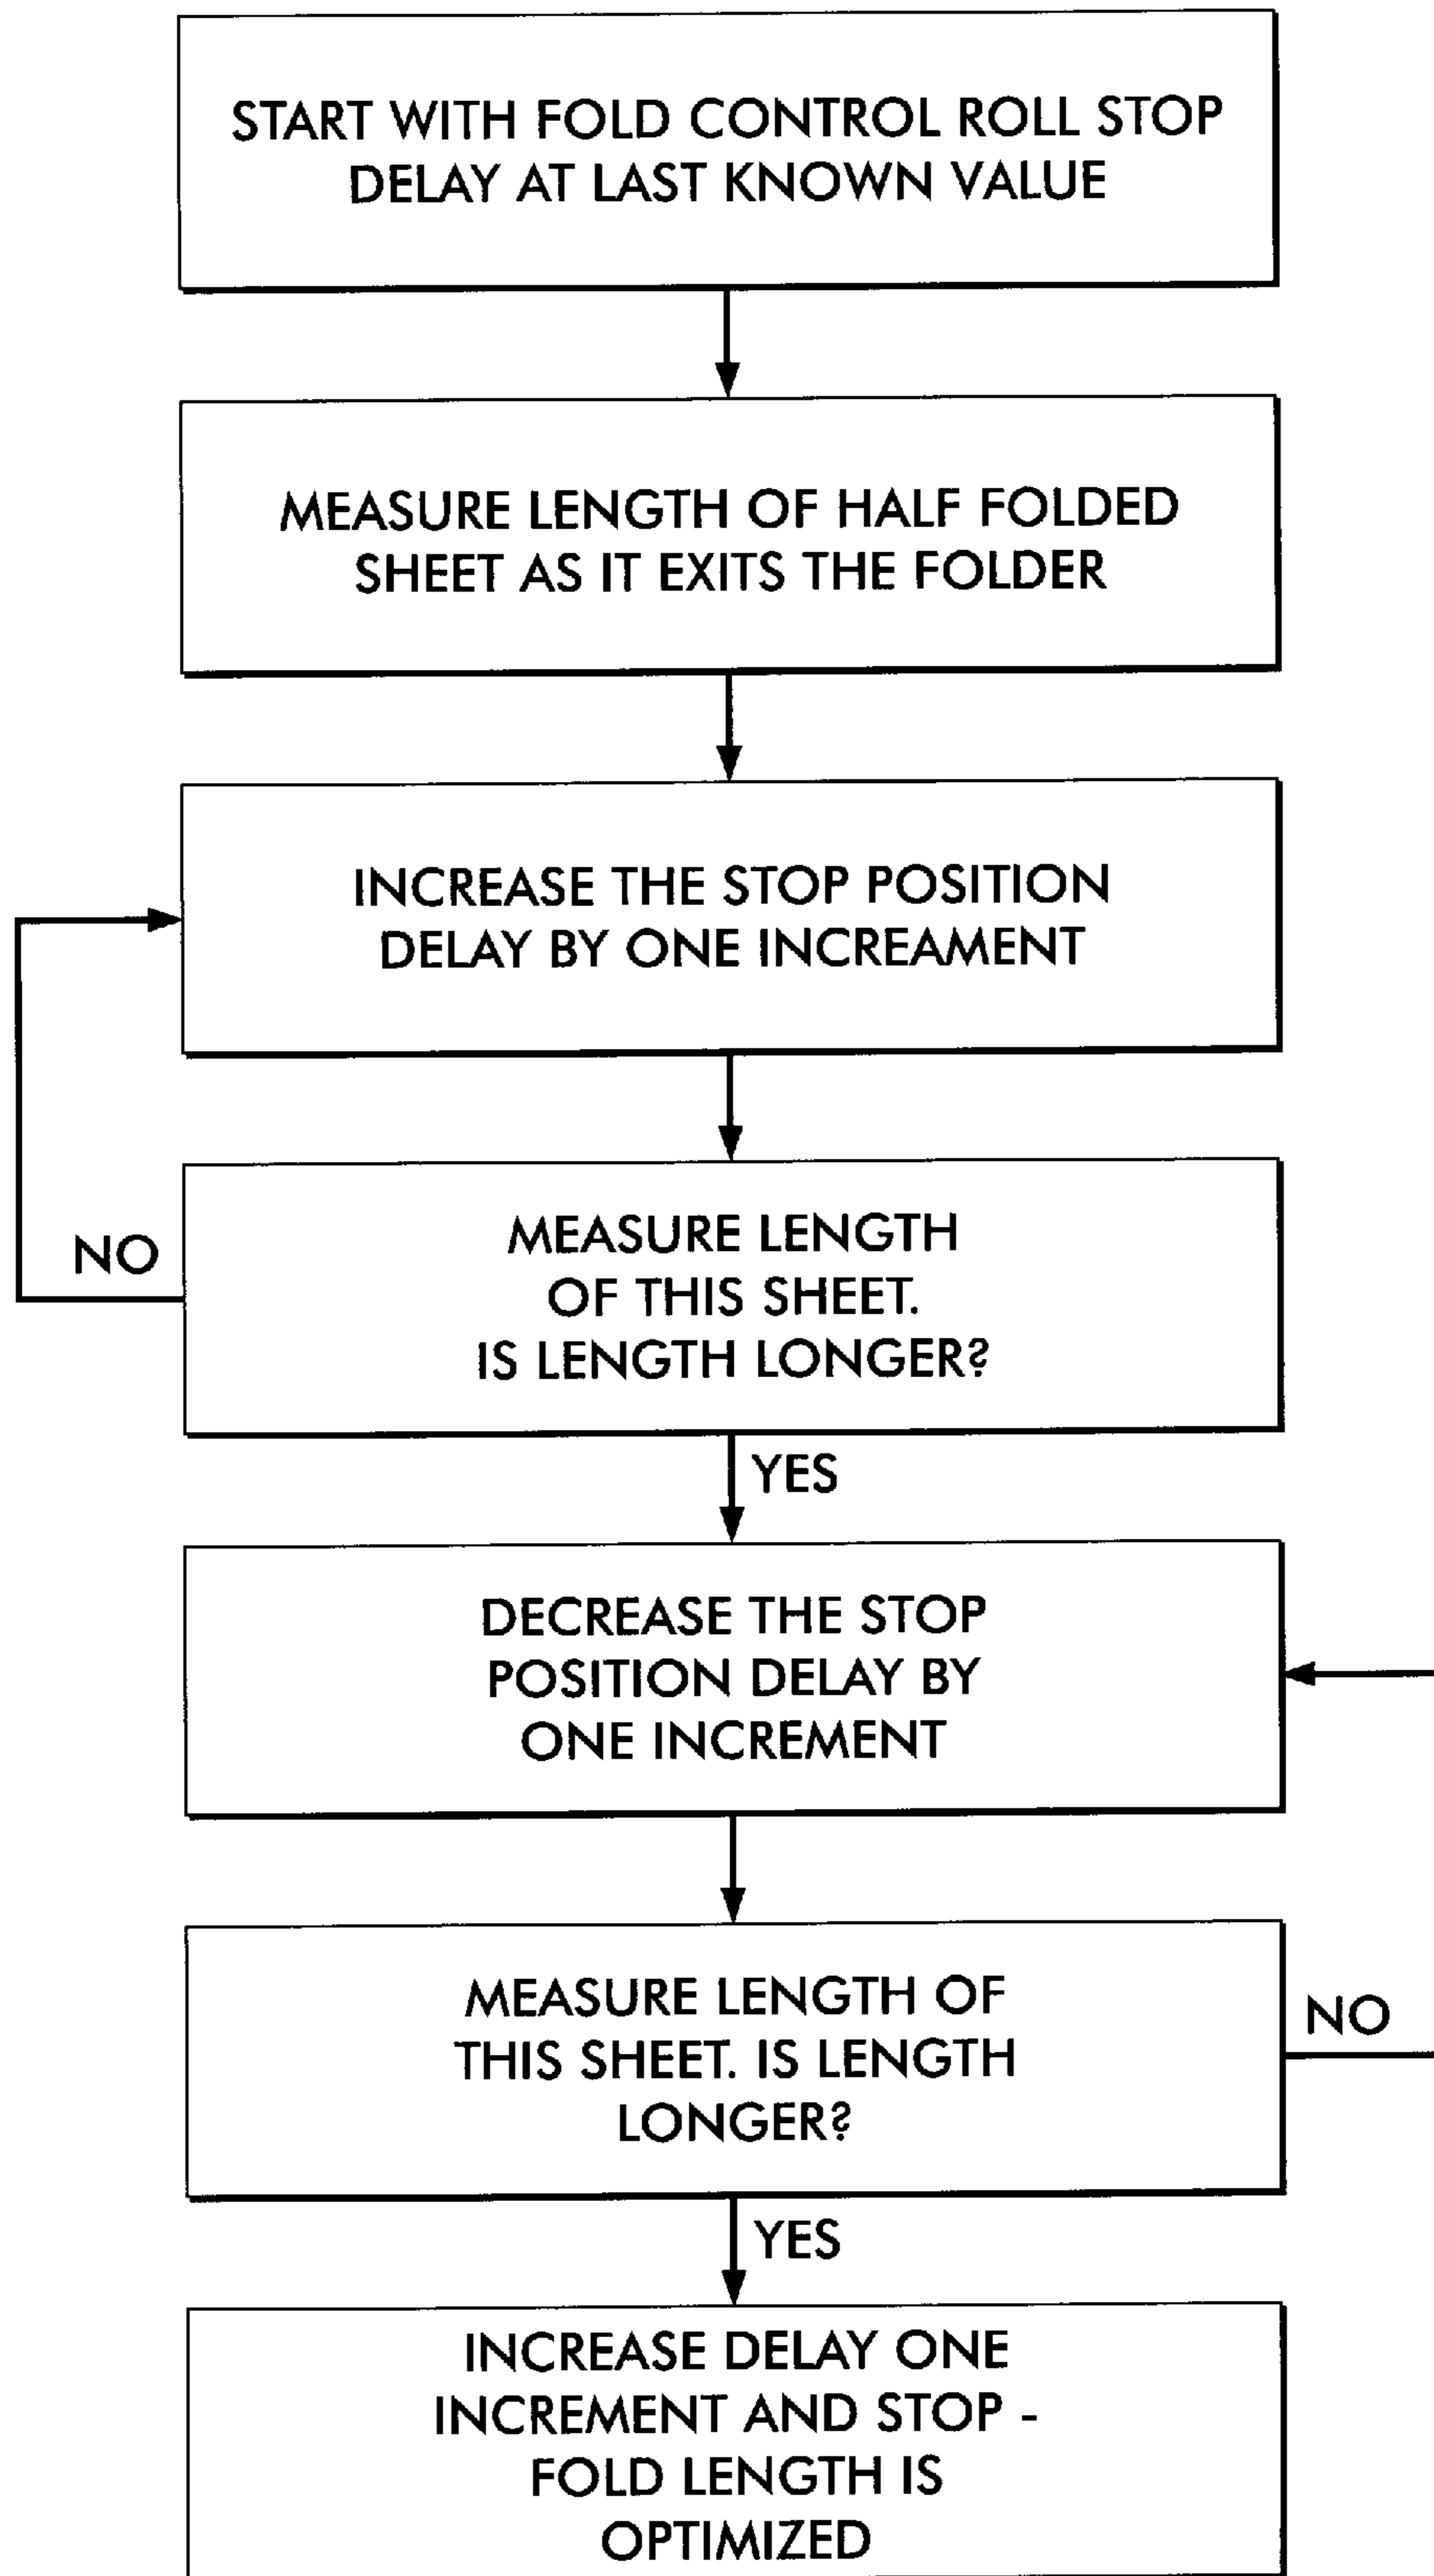 START WITH FOLD CONTROL ROLL STOP
DELAY AT LAST KNOWN VALUE
MEASURE LENGTH OF HALF FOLDED
SHEET AS IT EXITS THE FOLDER
INCREASE THE STOP POSITION
DELAY BY ONE INCREAMENT
MEASURE LENGTH
OF THIS SHEET.
IS LENGTH LONGER?
NO
YES
DECREASE THE STOP
POSITION DELAY BY
ONE INCREMENT
MEASURE LENGTH OF
THIS SHEET. IS LENGTH
LONGER?
NO
YES
INCREASE DELAY ONE
INCREMENT AND STOP -
FOLD LENGTH IS
OPTIMIZED